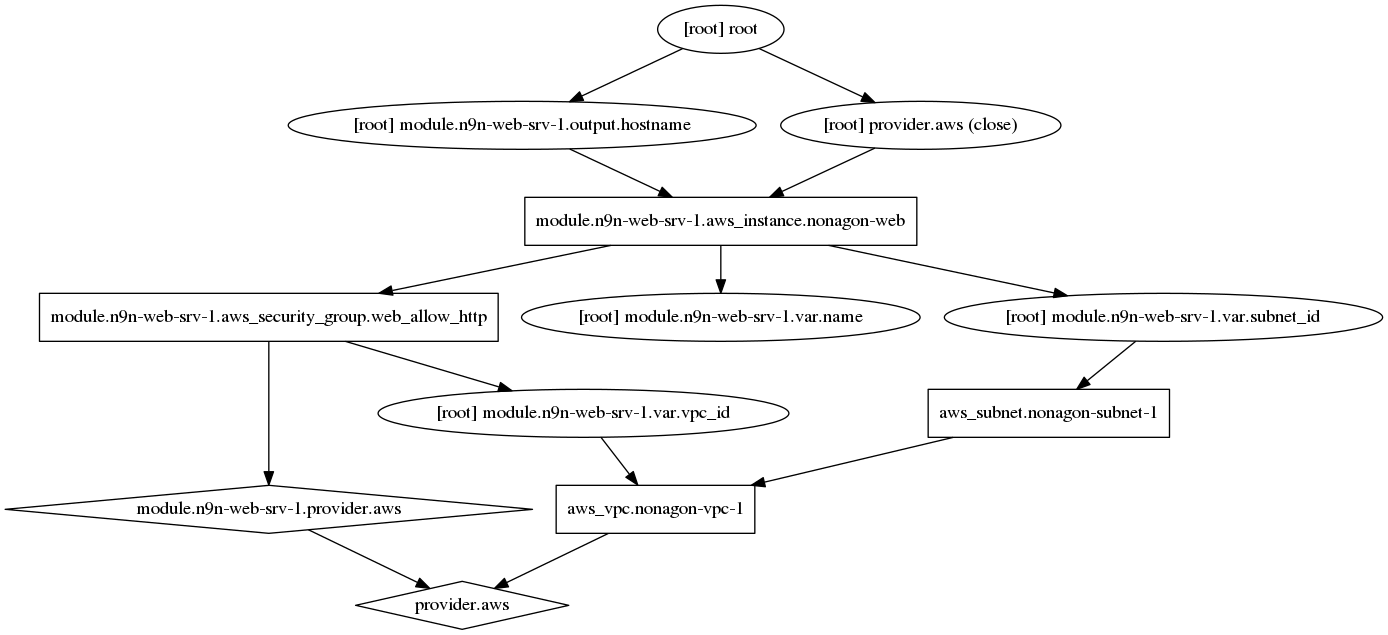 [root] root
[root] module.n9n-web-srv-1.output.hostname
[root] provider.aws (close)
module.n9n-web-srv-1.aws_instance.nonagon-web
module.n9n-web-srv-1.aws_security_group.web_allow_http
[root] module.n9n-web-srv-1.var.name
[root] module.n9n-web-srv-1.var.subnet_id
[root] module.n9n-web-srv-1.var.vpc_id
aws_subnet.nonagon-subnet-1
module.n9n-web-srv-1.provider.aws
aws_vpc.nonagon-vpc-1
provider.aws